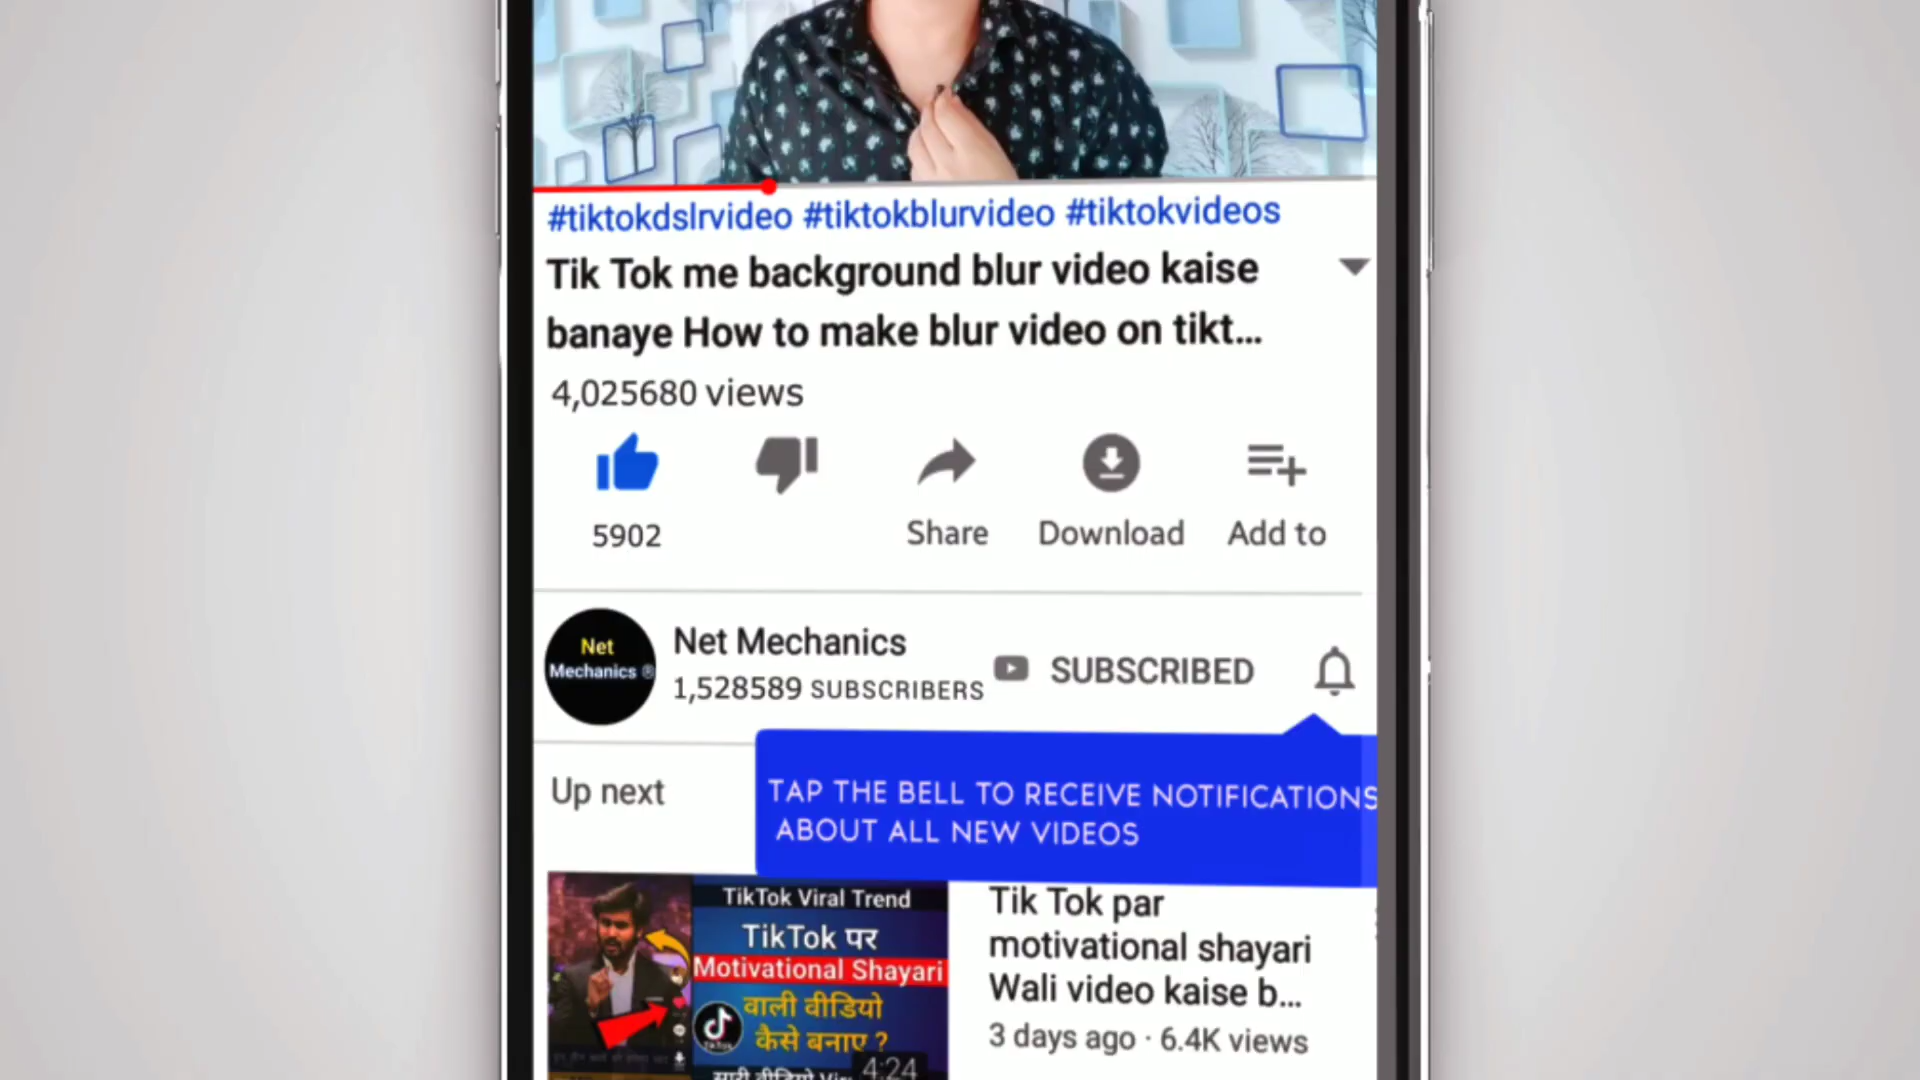 #tiktokdslrvideo #tiktokblurvideo #tiktokvideos
Tik Tok me background blur video kaise
banaye How to make blur video on tikt...
4,025680 views
5902
Share
Download
Add to
Net
Mechanics ®
Net Mechanics
1,528589 SUBSCRIBERS
SUBSCRIBED
Up next
TAP THE BELL TO RECEIVE NOTIFICATIONS
ABOUT ALL NEW VIDEOS
TikTok Viral Trend
TikTok पर
Motivational Shayari
वाली वीडियो
कैसे बनाए ?
4:24
Tik Tok par
motivational shayari
Wali video kaise b...
3 days ago · 6.4K views